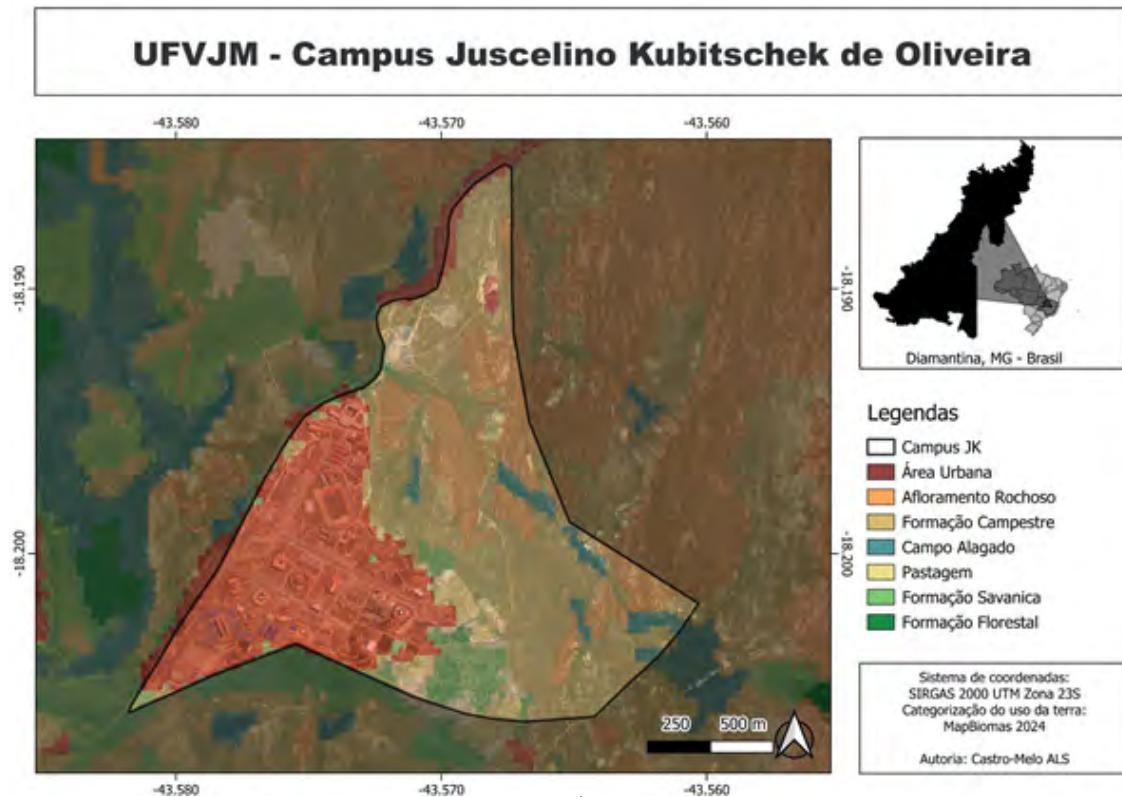 UFVJM - Campus Juscelino Kubitschek de Oliveira
-43.580 -43.570 -43.560
-18.190 -18.190
-18.200 -18.200
250 500 m
-43.580 -43.570 -43.560
Diamantina, MG - Brasil
Legendas
Campus JK
Área Urbana
Afloramento Rochoso
Formação Campestre
Campo Alagado
Pastagem
Formação Savanica
Formação Florestal
Sistema de coordenadas:
SIRGAS 2000 UTM Zona 23S
Categorização do uso da terra:
MapBiomas 2024
Autoria: Castro-Melo ALS